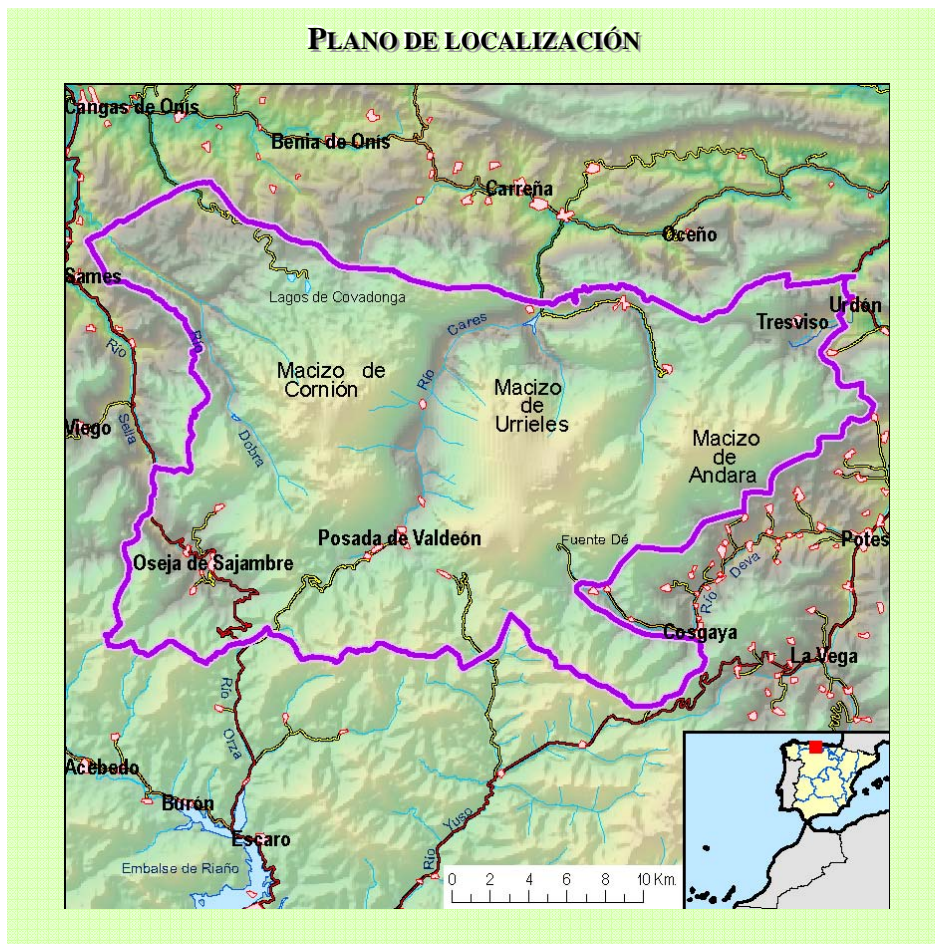 PLANO DE LOCALIZACIÓN
Cangas de Onís
Benia de Onís
Carreña
Oceño
Sames
Lagos de Covadonga
Urdón
Tresviso
Río
Cares
Río
Macizo de
Cornión
Río
Macizo
de
Urrieles
Viego
Sella
Dobra
Macizo
de
Andara
Posada de Valdeón
Fuente Dé
Potes
Oseja de Sajambre
Río Deva
Cosgaya
La Vega
Río
Orza
Acebedo
Burón
Escaro
Río Yuso
Embalse de Riaño
0 2 4 6 8 10 Km.